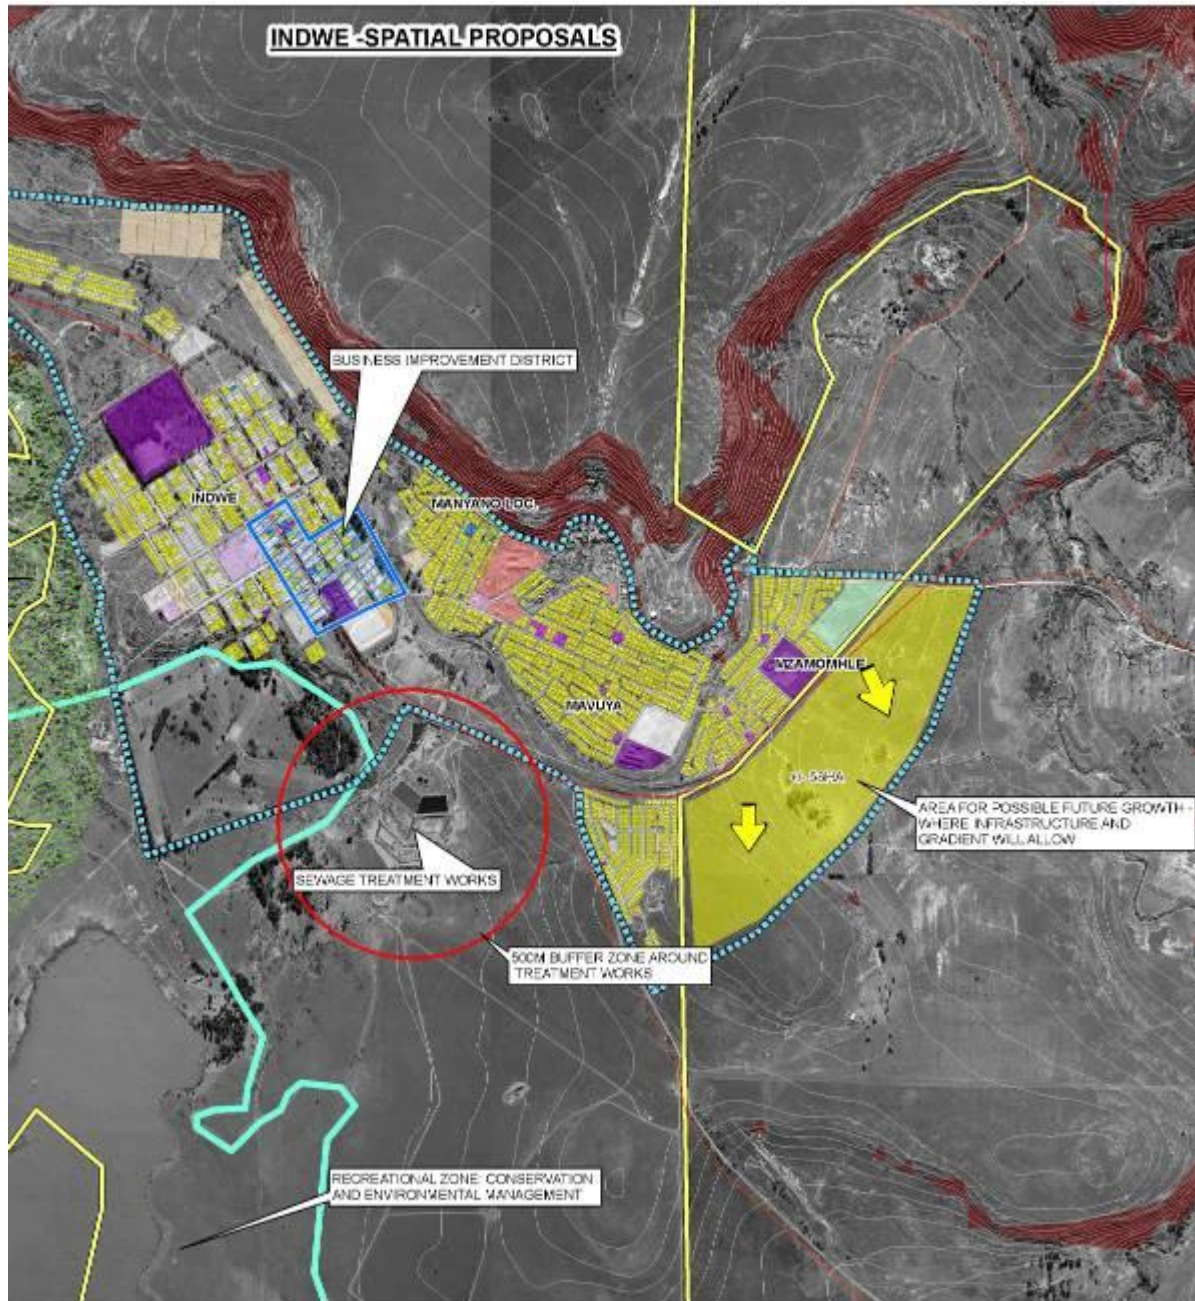 INDWE -SPATIAL PROPOSALS
BUSINESS IMPROVEMENT DISTRICT
INDWE
MANYANO LOC.
MZAMOMHLE
MAVUYA
AREA FOR POSSIBLE FUTURE GROWTH -
WHERE INFRASTRUCTURE AND
GRADIENT WILL ALLOW
SEWAGE TREATMENT WORKS
500M BUFFER ZONE AROUND
TREATMENT WORKS
RECREATIONAL ZONE: CONSERVATION
AND ENVIRONMENTAL MANAGEMENT